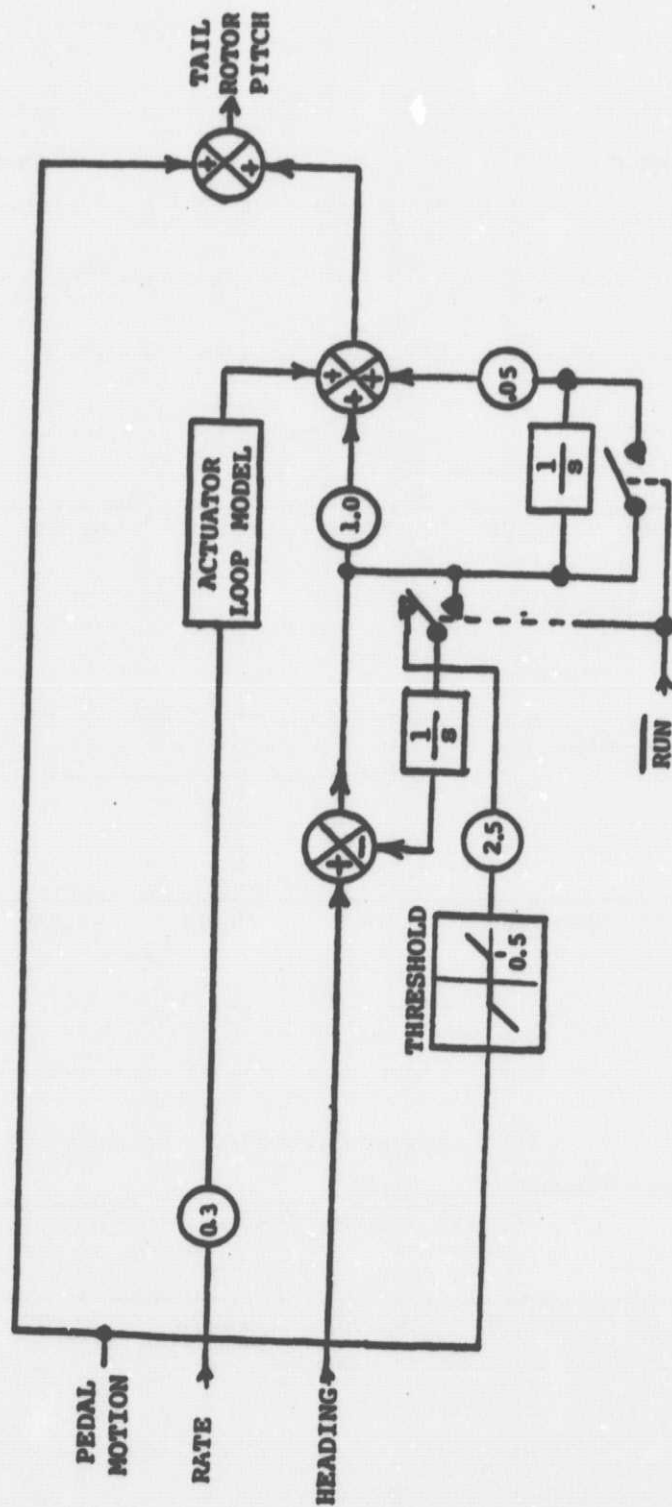 PEDAL
MOTION
RATE
HEADING
0.3
THRESHOLD
0.5
2.5
1
s
RUN
ACTUATOR
LOOP MODEL
1.0
1
s
.05
+
-
+
+
+
+
+
TAIL
ROTOR
PITCH